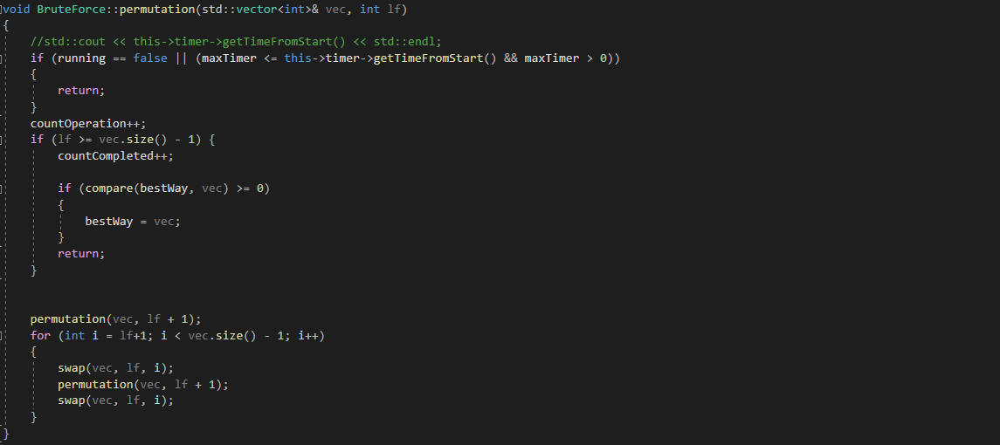 void BruteForce::permutation(std::vector<int>& vec, int lf)
{
//std::cout << this->timer->getTimeFromStart() << std::endl;
if (running == false || (maxTimer <= this->timer->getTimeFromStart() && maxTimer > 0))
{
return;
}
countOperation++;
if (lf >= vec.size() - 1) {
countCompleted++;
if (compare(bestWay, vec) >= 0)
{
bestWay = vec;
}
return;
}
permutation(vec, lf + 1);
for (int i = lf+1; i < vec.size() - 1; i++)
{
swap(vec, lf, i);
permutation(vec, lf + 1);
swap(vec, lf, i);
}
}